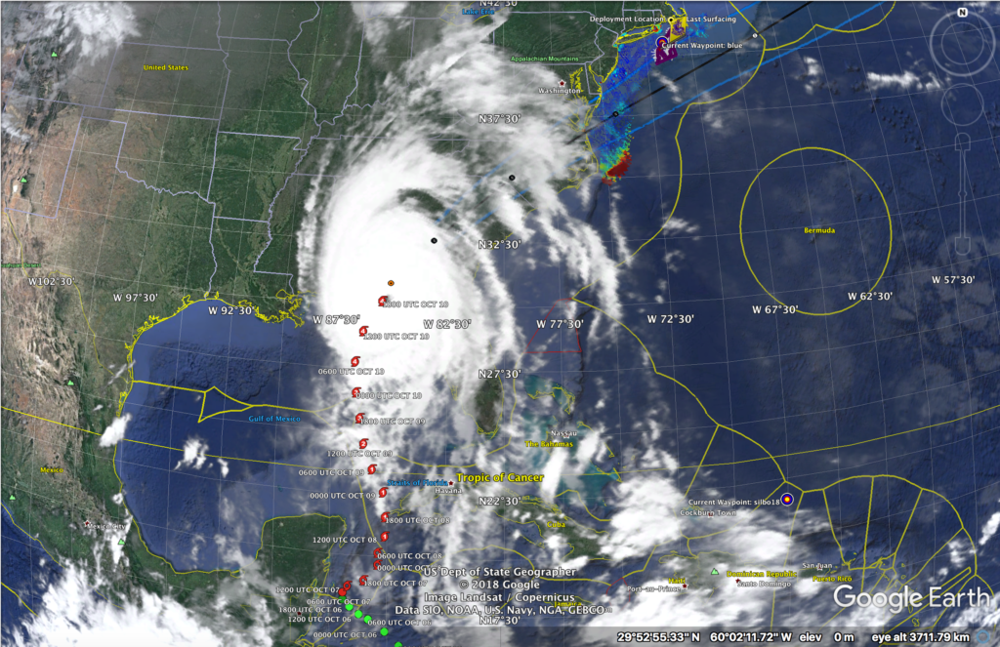 N42°30'
Deployment Location
Last Surfacing
Current Waypoint: blue
Appalachian Mountains
United States
Washington
N37°30'
Bermuda
N32°30'
W102°30'
W 97°30'
W 92°30'
W 87°30'
W 82°30'
W 77°30'
W 72°30'
W 67°30'
W 62°30'
W 57°30'
N
1800 UTC OCT 10
1200 UTC OCT 10
0600 UTC OCT 10
0000 UTC OCT 10
N27°30'
1800 UTC OCT 09
Gulf of Mexico
Nassau
The Bahamas
1200 UTC OCT 09
0600 UTC OCT 09
Mexico
Tropic of Cancer
Havana
0000 UTC OCT 09
N22°30'
Current Waypoint: silbo18
Cockburn Town
1800 UTC OCT 08
Cuba
Mexico City
1200 UTC OCT 08
0600 UTC OCT 08
0000 UTC OCT 08
US Dept of State Geographer
© 2018 Google
Image Landsat / Copernicus
Data SIO, NOAA, U.S. Navy, NGA, GEBCO
N17°30'
1800 UTC OCT 07
1200 UTC OCT 07
0600 UTC OCT 07
1800 UTC OCT 06
1200 UTC OCT 06
0600 UTC OCT 06
0000 UTC OCT 06
Haiti
Port-au-Prince
Jamaica
Dominican Republic
Santo Domingo
San Juan
Puerto Rico
Google Earth
29°52'55.33" N 60°02'11.72" W elev 0 m eye alt 3711.79 km